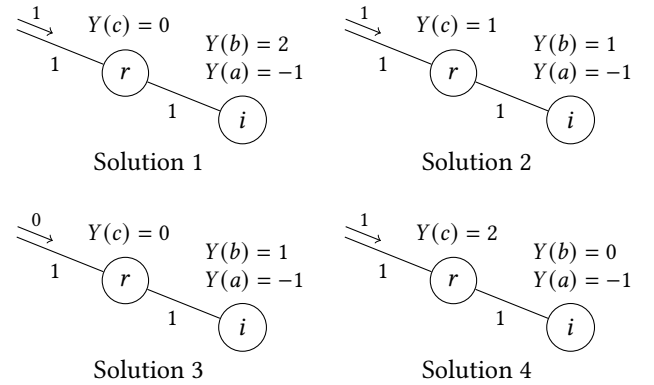 1
Y(c) = 0
1
r
Y(b) = 2
Y(a) = −1
1
i
Solution 1
1
Y(c) = 1
1
r
Y(b) = 1
Y(a) = −1
1
i
Solution 2
0
Y(c) = 0
1
r
Y(b) = 1
Y(a) = −1
1
i
Solution 3
1
Y(c) = 2
1
r
Y(b) = 0
Y(a) = −1
1
i
Solution 4